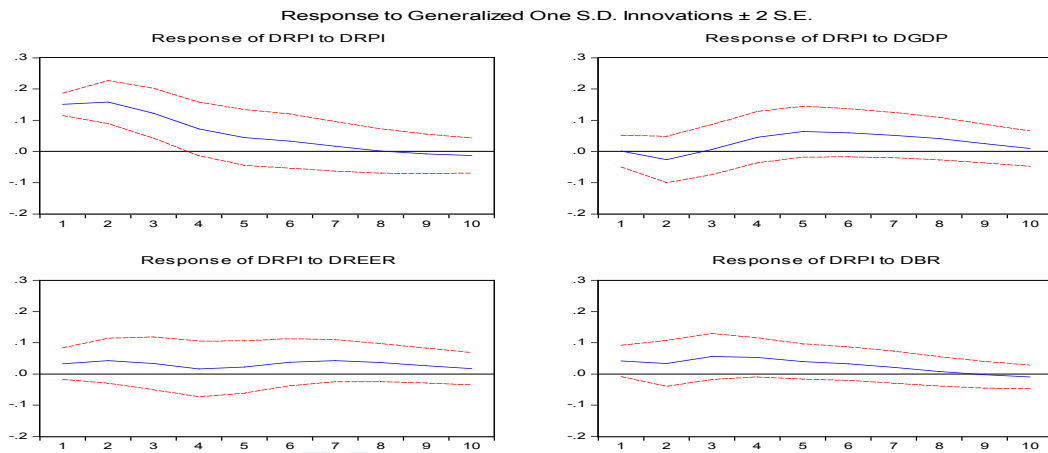 Response to Generalized One S.D. Innovations ± 2 S.E.
Response of DRPI to DRPI
.3
.2
.1
.0
-.1
-.2
1 2 3 4 5 6 7 8 9 10
Response of DRPI to DGDP
.3
.2
.1
.0
-.1
-.2
1 2 3 4 5 6 7 8 9 10
Response of DRPI to DREER
.3
.2
.1
.0
-.1
-.2
1 2 3 4 5 6 7 8 9 10
Response of DRPI to DBR
.3
.2
.1
.0
-.1
-.2
1 2 3 4 5 6 7 8 9 10